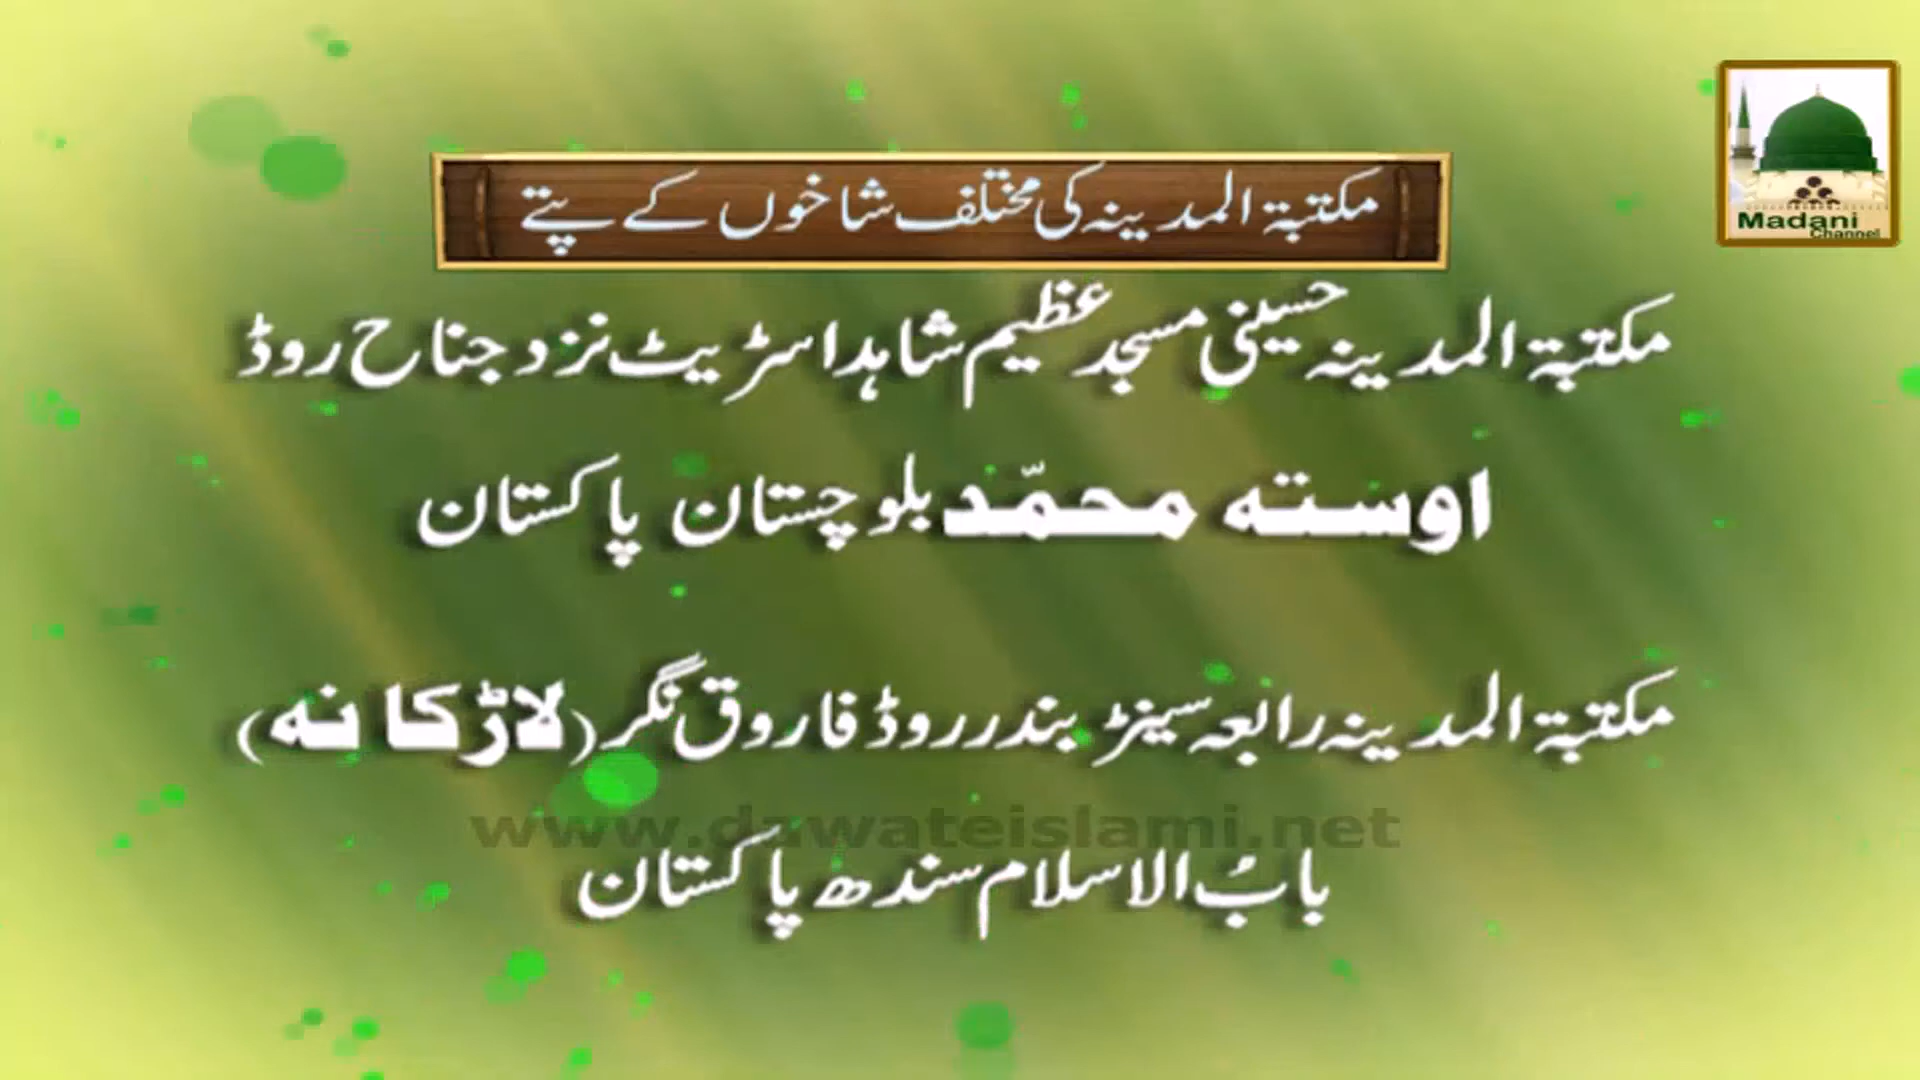 مکتبۃ المدینہ کی مختلف شاخوں کے پتے
Madani
Channel
مکتبۃ المدینہ حسینی مسجد عظیم شاہد اسٹریٹ نزد جناح روڈ
اوستہ محمّد بلوچستان پاکستان
مکتبۃ المدینہ رابعہ سینٹر بندر روڈ فاروق نگر (لاڑکانہ)
www.dawateislami.net
بابُ الاسلام سندھ پاکستان